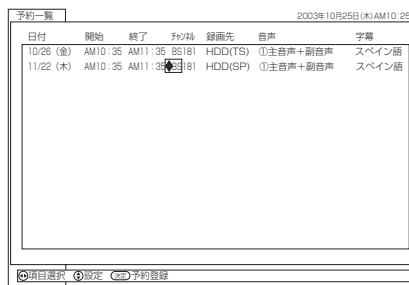 予約一覧 2003年10月25日(木)AM10:25
日付 開始 終了 ﾁｬﾝﾈﾙ 録画先 音声 字幕
10/26 (金) AM10:35 AM11:35 BS181 HDD(TS) ①主音声＋副音声 スペイン語
11/22 (木) AM10:35 AM11:35 BS181 HDD(SP) ①主音声＋副音声 スペイン語
項目選択 設定 決定 予約登録